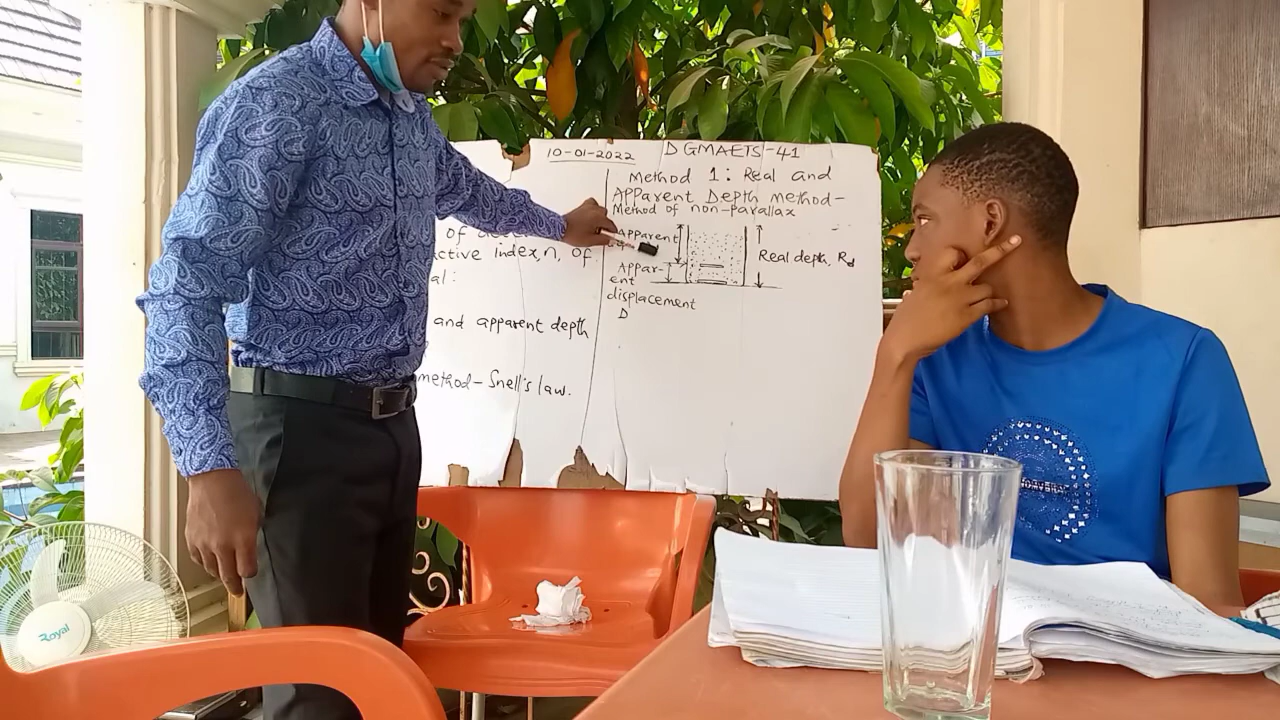 10-01-2022
of
active index, n, of
al:
and apparent depth
method - Snell's law.
DGMAETS-41
Method 1: Real and
Apparent Depth method-
Method of non-parallax
Apparent
Real depth, Rd
Appar-
ent
displacement
D
Royal